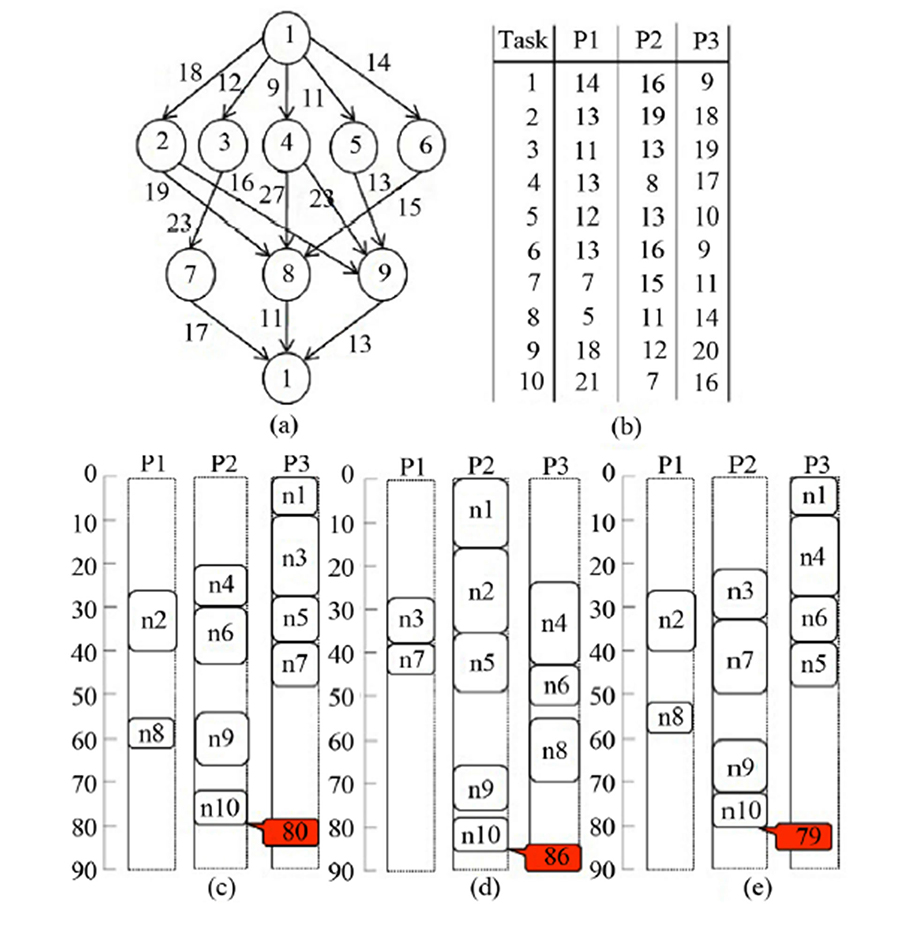 1
14
18
12
9
11
2
3
4
5
6
16
13
19
27
23
15
23
7
8
9
11
17
13
1
(a)
Task P1 P2 P3
1 14 16 9
2 13 19 18
3 11 13 19
4 13 8 17
5 12 13 10
6 13 16 9
7 7 15 11
8 5 11 14
9 18 12 20
10 21 7 16
(b)
P1 P2 P3
0
10
20
30
40
50
60
70
80
90
n1
n3
n4
n2
n5
n6
n7
n8
n9
n10
80
(c)
P1 P2 P3
0
10
20
30
40
50
60
70
80
90
n1
n2
n3
n4
n5
n7
n6
n8
n9
n10
86
(d)
P1 P2 P3
0
10
20
30
40
50
60
70
80
90
n1
n4
n3
n2
n6
n7
n5
n8
n9
n10
79
(e)